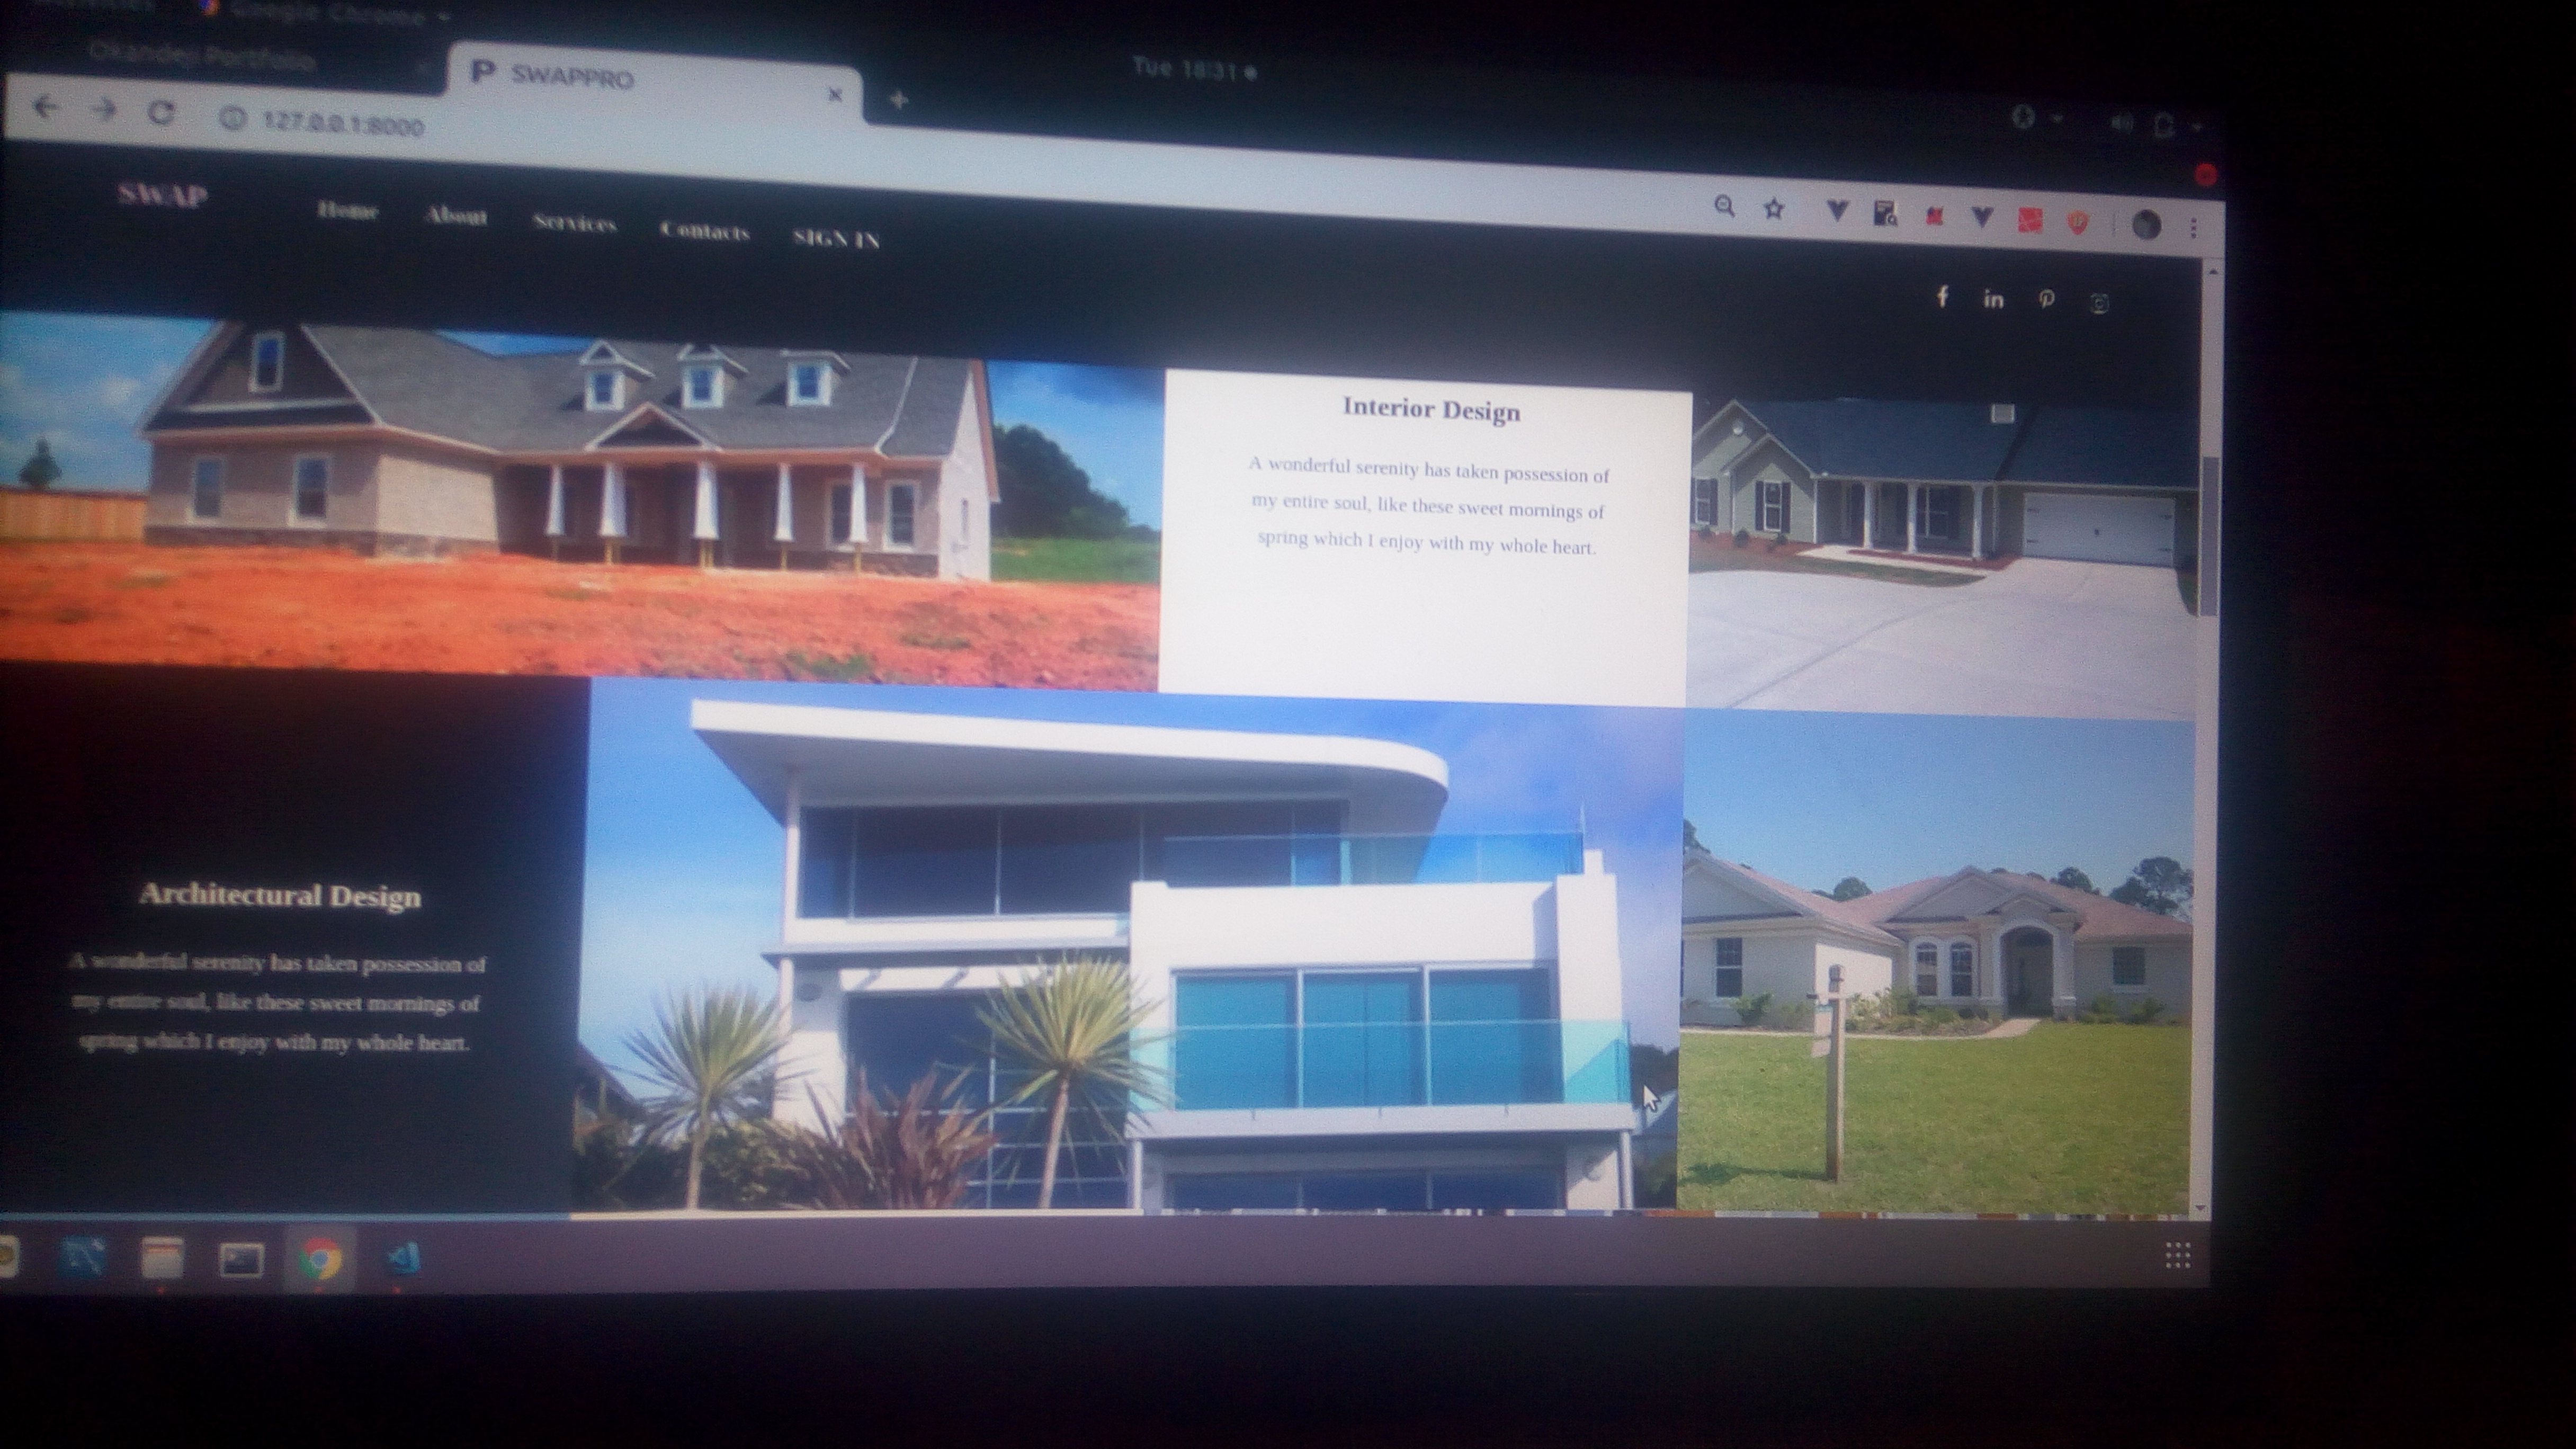 Google Chrome
Tue 18:31
Okandeji Portfolio
SWAPPRO
127.0.0.1:8000
SWAP
Home
About
Services
Contacts
SIGN IN
f
in
Interior Design
A wonderful serenity has taken possession of
my entire soul, like these sweet mornings of
spring which I enjoy with my whole heart.
Architectural Design
A wonderful serenity has taken possession of
my entire soul, like these sweet mornings of
spring which I enjoy with my whole heart.